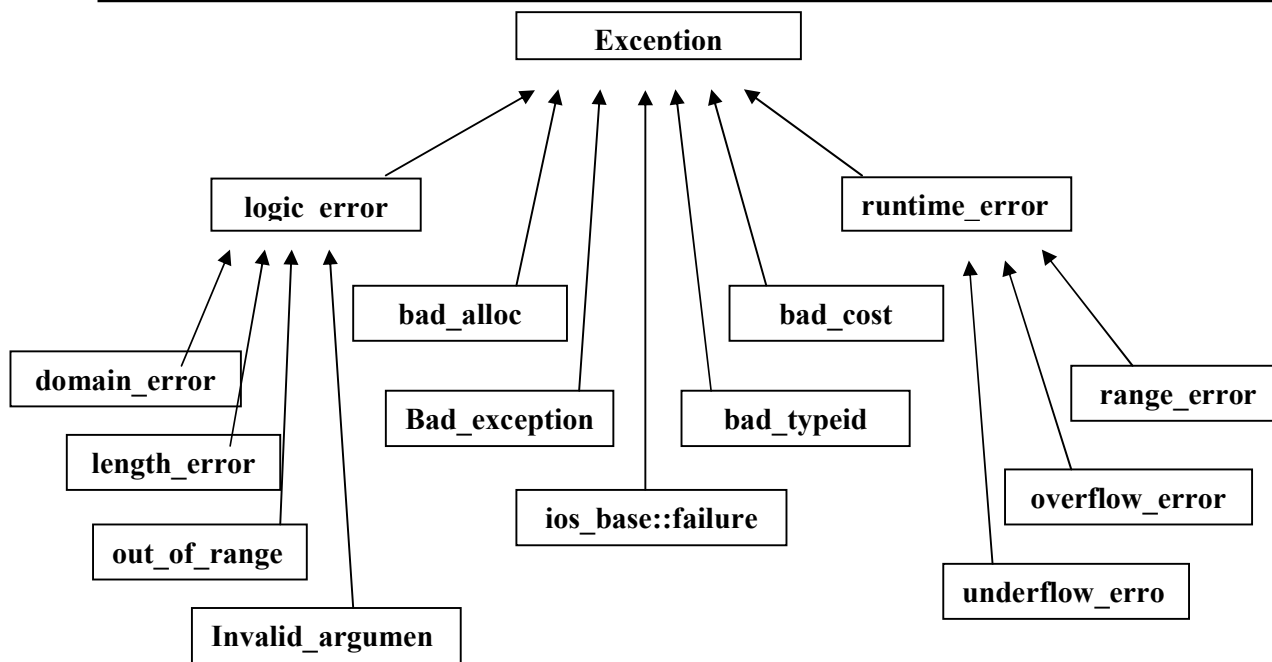 Exception
logic_error
runtime_error
bad_alloc
bad_cost
domain_error
range_error
Bad_exception
bad_typeid
length_error
overflow_error
ios_base::failure
out_of_range
underflow_erro
Invalid_argumen